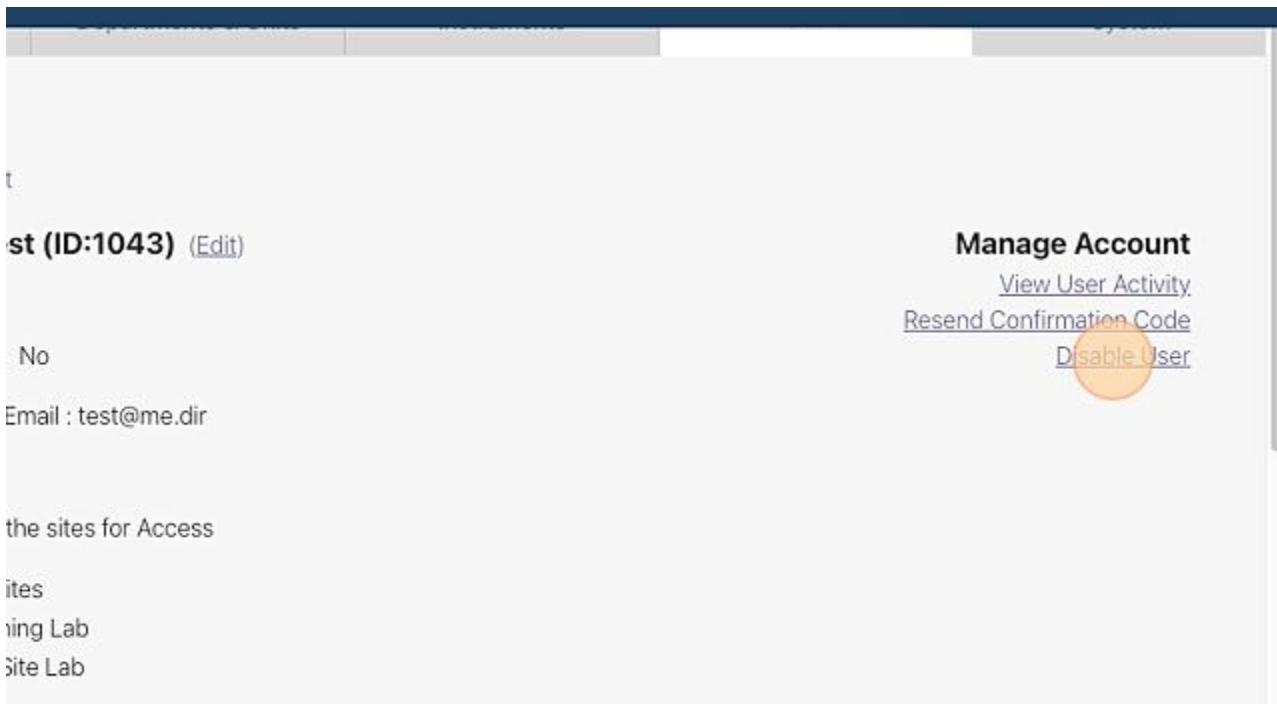 t
st (ID:1043) (Edit)
Manage Account
View User Activity
Resend Confirmation Code
Disable User
No
Email : test@me.dir
the sites for Access
ites
ning Lab
Site Lab